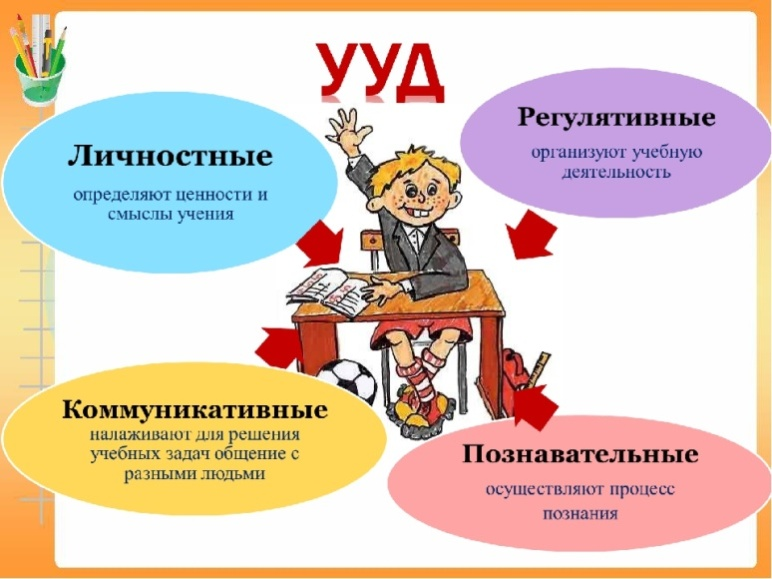 УУД
Личностные
определяют ценности и
смыслы учения
Регулятивные
организуют учебную
деятельность
Коммуникативные
налаживают для решения
учебных задач общение с
разными людьми
Познавательные
осуществляют процесс
познания